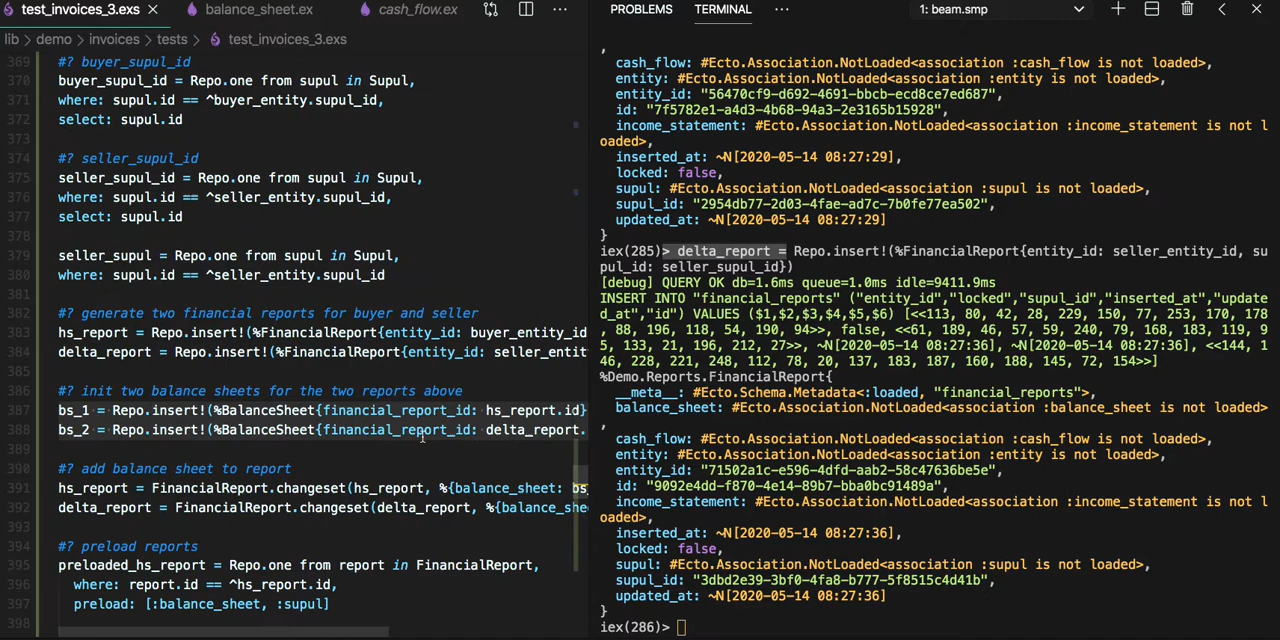 test_invoices_3.exs
balance_sheet.ex
cash_flow.ex
lib > demo > invoices > tests > test_invoices_3.exs
369 #? buyer_supul_id
370 buyer_supul_id = Repo.one from supul in Supul,
371 where: supul.id == ^buyer_entity.supul_id,
372 select: supul.id
373
374 #? seller_supul_id
375 seller_supul_id = Repo.one from supul in Supul,
376 where: supul.id == ^seller_entity.supul_id,
377 select: supul.id
378
379 seller_supul = Repo.one from supul in Supul,
380 where: supul.id == ^seller_entity.supul_id
381
382 #? generate two financial reports for buyer and seller
383 hs_report = Repo.insert!(%FinancialReport{entity_id: buyer_entity_id
384 delta_report = Repo.insert!(%FinancialReport{entity_id: seller_entit
385
386 #? init two balance sheets for the two reports above
387 bs_1 = Repo.insert!(%BalanceSheet{financial_report_id: hs_report.id}
388 bs_2 = Repo.insert!(%BalanceSheet{financial_report_id: delta_report.
389
390 #? add balance sheet to report
391 hs_report = FinancialReport.changeset(hs_report, %{balance_sheet: bs_
392 delta_report = FinancialReport.changeset(delta_report, %{balance_shee
393
394 #? preload reports
395 preloaded_hs_report = Repo.one from report in FinancialReport,
396 where: report.id == ^hs_report.id,
397 preload: [:balance_sheet, :supul]
398
PROBLEMS TERMINAL ··· 1: beam.smp
,
cash_flow: #Ecto.Association.NotLoaded<association :cash_flow is not loaded>,
entity: #Ecto.Association.NotLoaded<association :entity is not loaded>,
entity_id: "56470cf9-d692-4691-bbcb-ecd8ce7ed687",
id: "7f5782e1-a4d3-4b68-94a3-2e3165b15928",
income_statement: #Ecto.Association.NotLoaded<association :income_statement is not l
oaded>,
inserted_at: ~N[2020-05-14 08:27:29],
locked: false,
supul: #Ecto.Association.NotLoaded<association :supul is not loaded>,
supul_id: "2954db77-2d03-4fae-ad7c-7b0fe77ea502",
updated_at: ~N[2020-05-14 08:27:29]
}
iex(285)> delta_report = Repo.insert!(%FinancialReport{entity_id: seller_entity_id, su
pul_id: seller_supul_id})
[debug] QUERY OK db=1.6ms queue=1.0ms idle=9411.9ms
INSERT INTO "financial_reports" ("entity_id","locked","supul_id","inserted_at","update
d_at","id") VALUES ($1,$2,$3,$4,$5,$6) [<<113, 80, 42, 28, 229, 150, 77, 253, 170, 178
, 88, 196, 118, 54, 190, 94>>, false, <<61, 189, 46, 57, 59, 240, 79, 168, 183, 119, 9
5, 133, 21, 196, 212, 27>>, ~N[2020-05-14 08:27:36], ~N[2020-05-14 08:27:36], <<144, 1
46, 228, 221, 248, 112, 78, 20, 137, 183, 187, 160, 188, 145, 72, 154>>]
%Demo.Reports.FinancialReport{
__meta__: #Ecto.Schema.Metadata<:loaded, "financial_reports">,
balance_sheet: #Ecto.Association.NotLoaded<association :balance_sheet is not loaded>
,
cash_flow: #Ecto.Association.NotLoaded<association :cash_flow is not loaded>,
entity: #Ecto.Association.NotLoaded<association :entity is not loaded>,
entity_id: "71502a1c-e596-4dfd-aab2-58c47636be5e",
id: "9092e4dd-f870-4e14-89b7-bba0bc91489a",
income_statement: #Ecto.Association.NotLoaded<association :income_statement is not l
oaded>,
inserted_at: ~N[2020-05-14 08:27:36],
locked: false,
supul: #Ecto.Association.NotLoaded<association :supul is not loaded>,
supul_id: "3dbd2e39-3bf0-4fa8-b777-5f8515c4d41b",
updated_at: ~N[2020-05-14 08:27:36]
}
iex(286)>